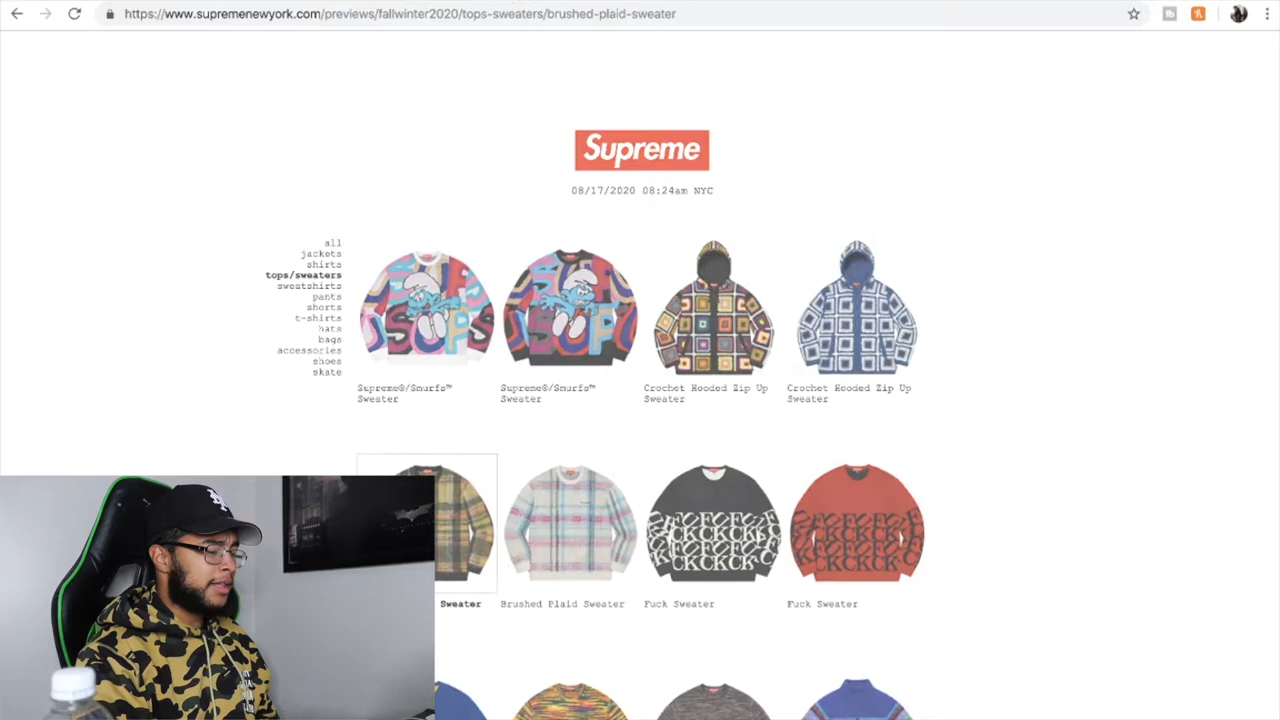 https://www.supremenewyork.com/previews/fallwinter2020/tops-sweaters/brushed-plaid-sweater
Supreme
08/17/2020 08:24am NYC
all
jackets
shirts
tops/sweaters
sweatshirts
pants
shorts
t-shirts
hats
bags
accessories
shoes
skate
Supreme®/Smurfs™
Sweater
Supreme®/Smurfs™
Sweater
Crochet Hooded Zip Up
Sweater
Crochet Hooded Zip Up
Sweater
Sweater
Brushed Plaid Sweater
Fuck Sweater
Fuck Sweater